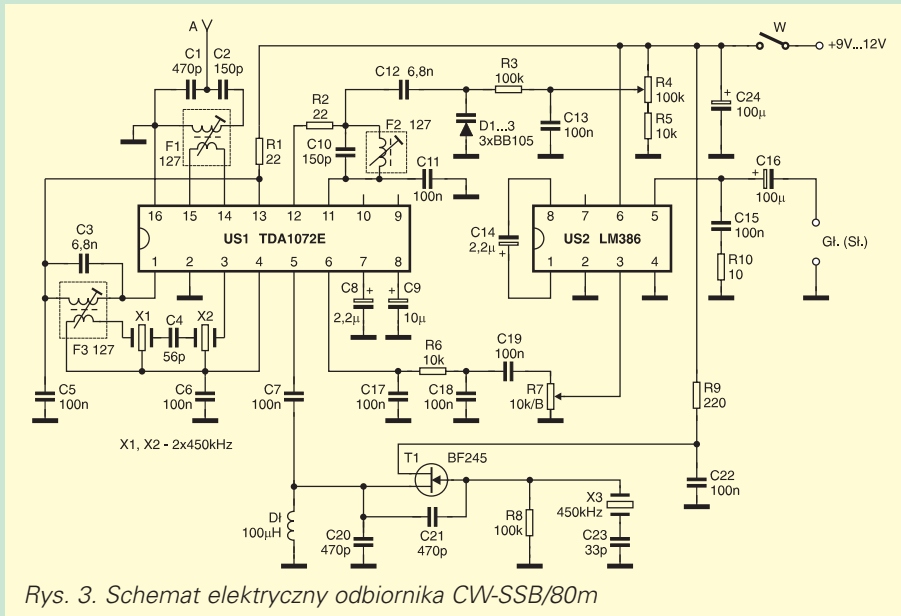 A
C1
470p
C2
150p
W
+9V...12V
C12
6,8n
R3
100k
R4
100k
R5
10k
C24
+
100µ
R2
22
F2 127
D1...3
3xBB105
C13
100n
F1
127
R1
22
C10
150p
C11
100n
C16
+
100µ
16 15 14 13 12 11 10 9
US1 TDA1072E
1 2 3 4 5 6 7 8
8 7 6 5
US2 LM386
1 2 3 4
C14
2,2µ
+
C15
100n
R10
10
Gł. (Sł.)
C3
6,8n
F3 127
X1
C4
56p
X2
C8
+
2,2µ
C9
+
10µ
R6
10k
C19
100n
C5
100n
C6
100n
C7
100n
C17
100n
C18
100n
R7
10k/B
R9
220
X1, X2 - 2x450kHz
T1
BF245
C22
100n
Dł
100µH
C20
470p
C21
470p
R8
100k
X3
450kHz
C23
33p
Rys. 3. Schemat elektryczny odbiornika CW-SSB/80m